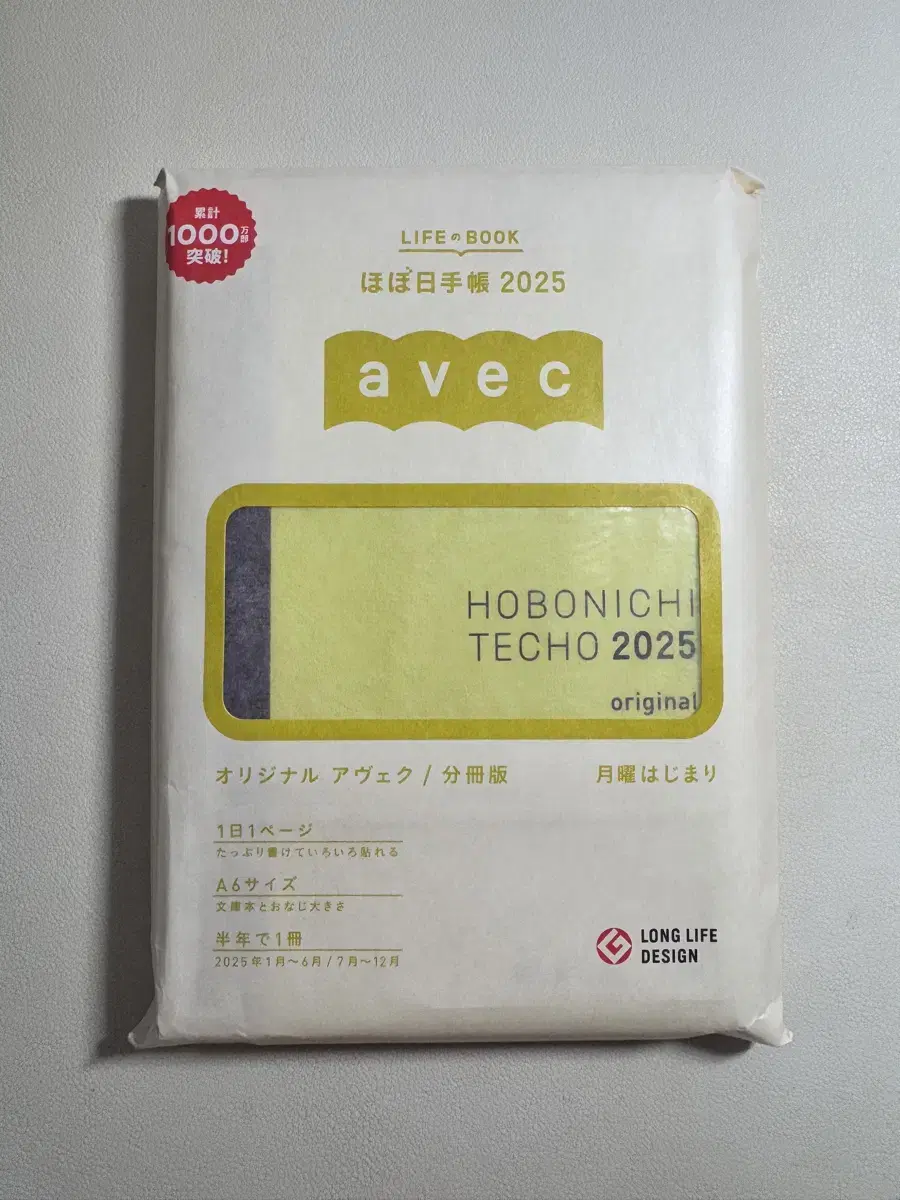 累計
1000万部
突破!
LIFEのBOOK
ほぼ日手帳 2025
avec
HOBONICHI
TECHO 2025
original
オリジナル アヴェク / 分冊版 月曜はじまり
1日1ページ
たっぷり書けていろいろ貼れる
A6サイズ
文庫本とおなじ大きさ
半年で1冊
2025年1月〜6月 / 7月〜12月
G
LONG LIFE
DESIGN